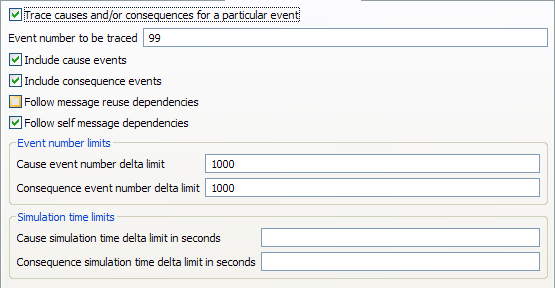 Trace causes and/or consequences for a particular event
Event number to be traced 99
Include cause events
Include consequence events
Follow message reuse dependencies
Follow self message dependencies
Event number limits
Cause event number delta limit 1000
Consequence event number delta limit 1000
Simulation time limits
Cause simulation time delta limit in seconds
Consequence simulation time delta limit in seconds